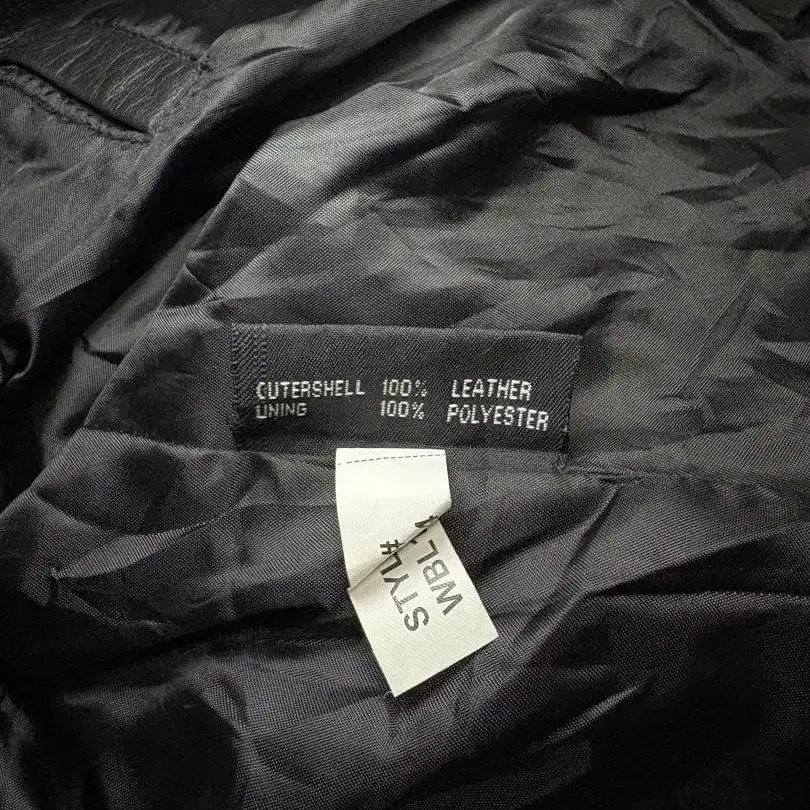 OUTERSHELL 100% LEATHER
LINING 100% POLYESTER
STYL#
WBL